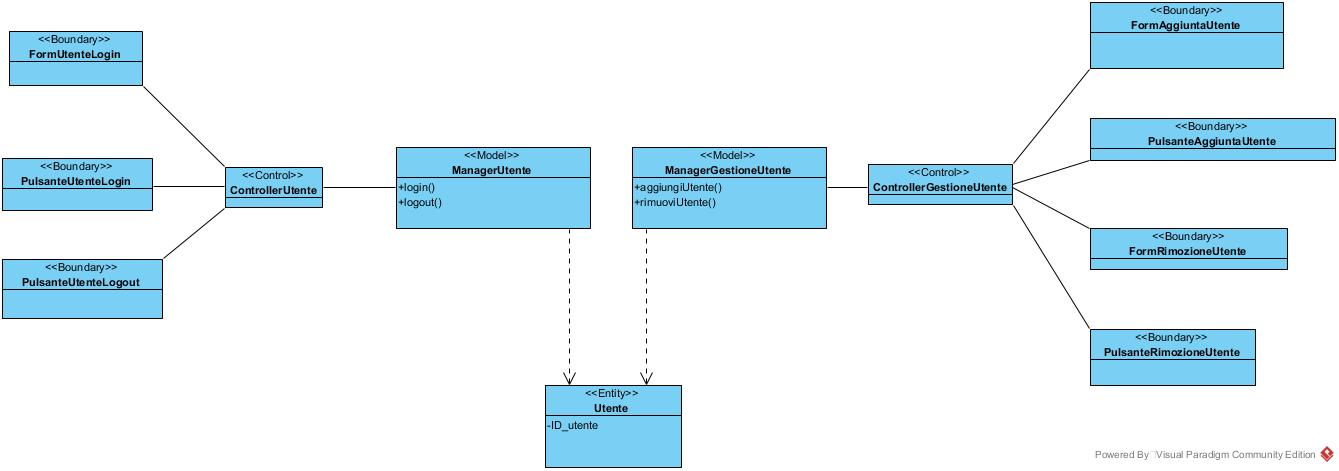 <<Boundary>>
FormUtenteLogin
<<Boundary>>
PulsanteUtenteLogin
<<Boundary>>
PulsanteUtenteLogout
<<Control>>
ControllerUtente
<<Model>>
ManagerUtente
+login()
+logout()
<<Model>>
ManagerGestioneUtente
+aggiungiUtente()
+rimuoviUtente()
<<Control>>
ControllerGestioneUtente
<<Boundary>>
FormAggiuntaUtente
<<Boundary>>
PulsanteAggiuntaUtente
<<Boundary>>
FormRimozioneUtente
<<Boundary>>
PulsanteRimozioneUtente
<<Entity>>
Utente
-ID_utente
Powered By Visual Paradigm Community Edition